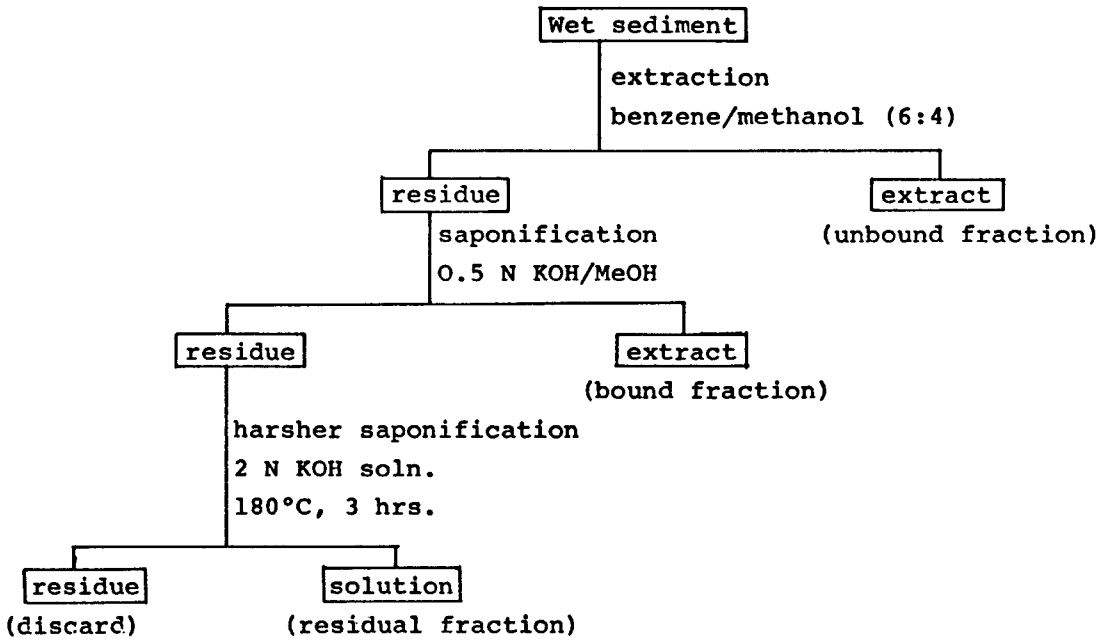 Wet sediment
extraction
benzene/methanol (6:4)
residue
extract
saponification
(unbound fraction)
0.5 N KOH/MeOH
residue
extract
(bound fraction)
harsher saponification
2 N KOH soln.
180°C, 3 hrs.
residue
solution
(discard)
(residual fraction)